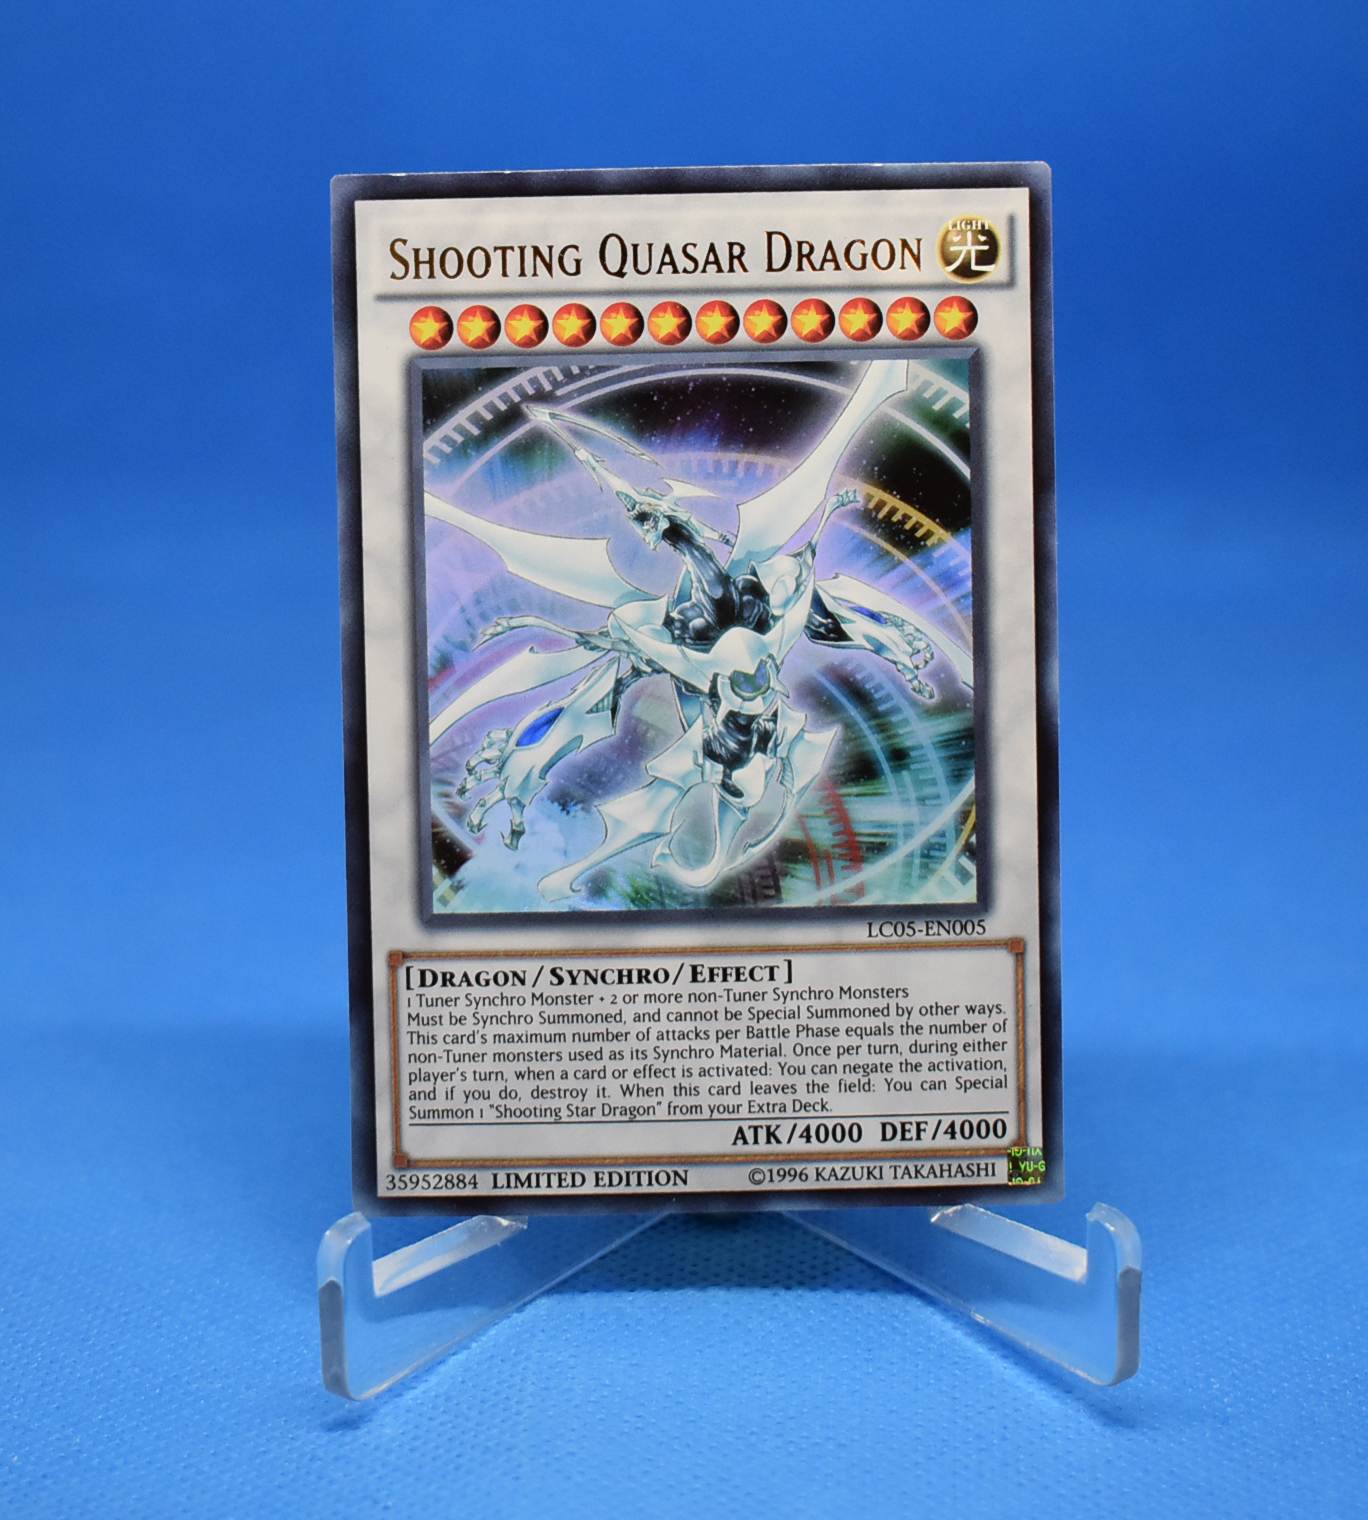 SHOOTING QUASAR DRAGON
LIGHT
光
LC05-EN005
[DRAGON/SYNCHRO/EFFECT]
1 Tuner Synchro Monster + 2 or more non-Tuner Synchro Monsters
Must be Synchro Summoned, and cannot be Special Summoned by other ways.
This card's maximum number of attacks per Battle Phase equals the number of
non-Tuner monsters used as its Synchro Material. Once per turn, during either
player's turn, when a card or effect is activated: You can negate the activation,
and if you do, destroy it. When this card leaves the field: You can Special
Summon 1 "Shooting Star Dragon" from your Extra Deck.
ATK/4000 DEF/4000
35952884 LIMITED EDITION ©1996 KAZUKI TAKAHASHI
! YU-G